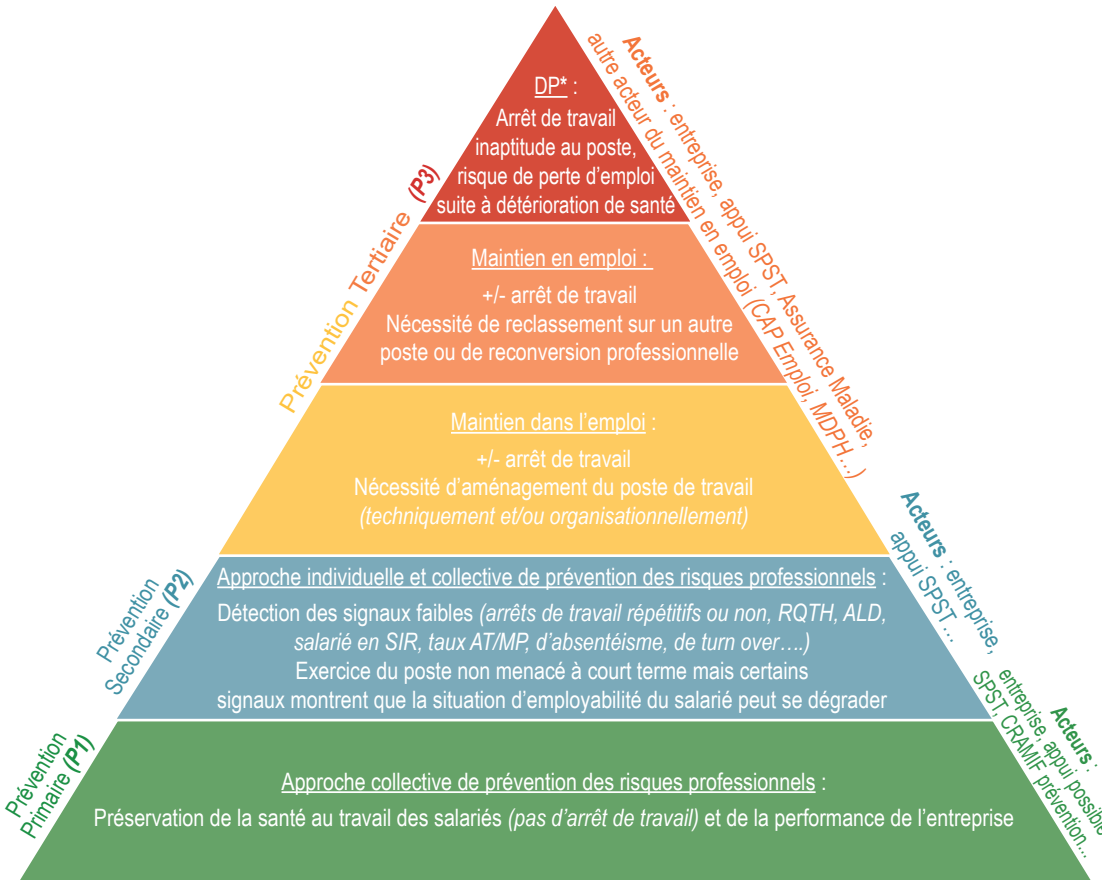 DP* :
Arrêt de travail
inaptitude au poste,
risque de perte d'emploi
suite à détérioration de santé
Prévention Tertiaire (P3)
Acteurs : entreprise, appui SPST, Assurance Maladie,
autre acteur du maintien en emploi (CAP Emploi, MDPH…)
Maintien en emploi :
+/- arrêt de travail
Nécessité de reclassement sur un autre
poste ou de reconversion professionnelle
Maintien dans l'emploi :
+/- arrêt de travail
Nécessité d'aménagement du poste de travail
(techniquement et/ou organisationnellement)
Prévention
Secondaire (P2)
Approche individuelle et collective de prévention des risques professionnels :
Détection des signaux faibles (arrêts de travail répétitifs ou non, RQTH, ALD,
salarié en SIR, taux AT/MP, d'absentéisme, de turn over….)
Exercice du poste non menacé à court terme mais certains
signaux montrent que la situation d'employabilité du salarié peut se dégrader
Acteurs : entreprise,
appui SPST…
Prévention
Primaire (P1)
Approche collective de prévention des risques professionnels :
Préservation de la santé au travail des salariés (pas d'arrêt de travail) et de la performance de l'entreprise
Acteurs :
entreprise, appui possible
SPST, CRAMIF prévention…